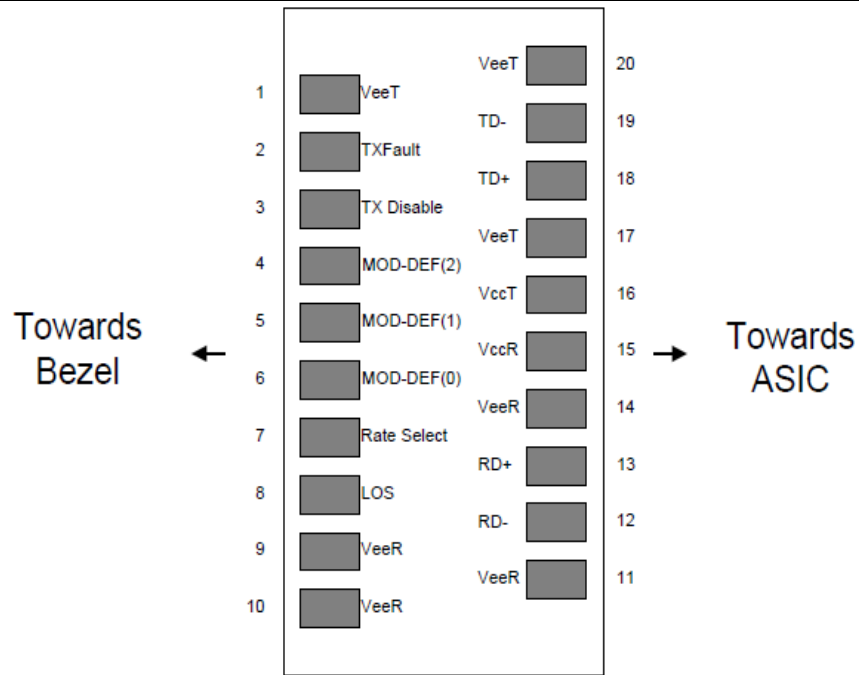 VeeT 20
1 VeeT
TD- 19
2 TXFault
TD+ 18
3 TX Disable
VeeT 17
4 MOD-DEF(2)
VccT 16
5 MOD-DEF(1)
Towards
Bezel
VccR 15
Towards
ASIC
6 MOD-DEF(0)
VeeR 14
7 Rate Select
RD+ 13
8 LOS
RD- 12
9 VeeR
VeeR 11
10 VeeR